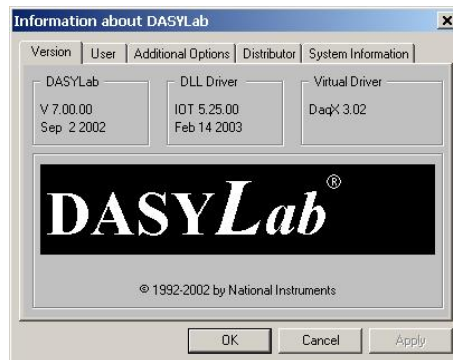 Information about DASYLab
Version User Additional Options Distributor System Information
DASYLab DLL Driver Virtual Driver
V 7.00.00 IOT 5.25.00 DaqX 3.02
Sep 2 2002 Feb 14 2003
DASYLab®
© 1992-2002 by National Instruments
OK Cancel Apply